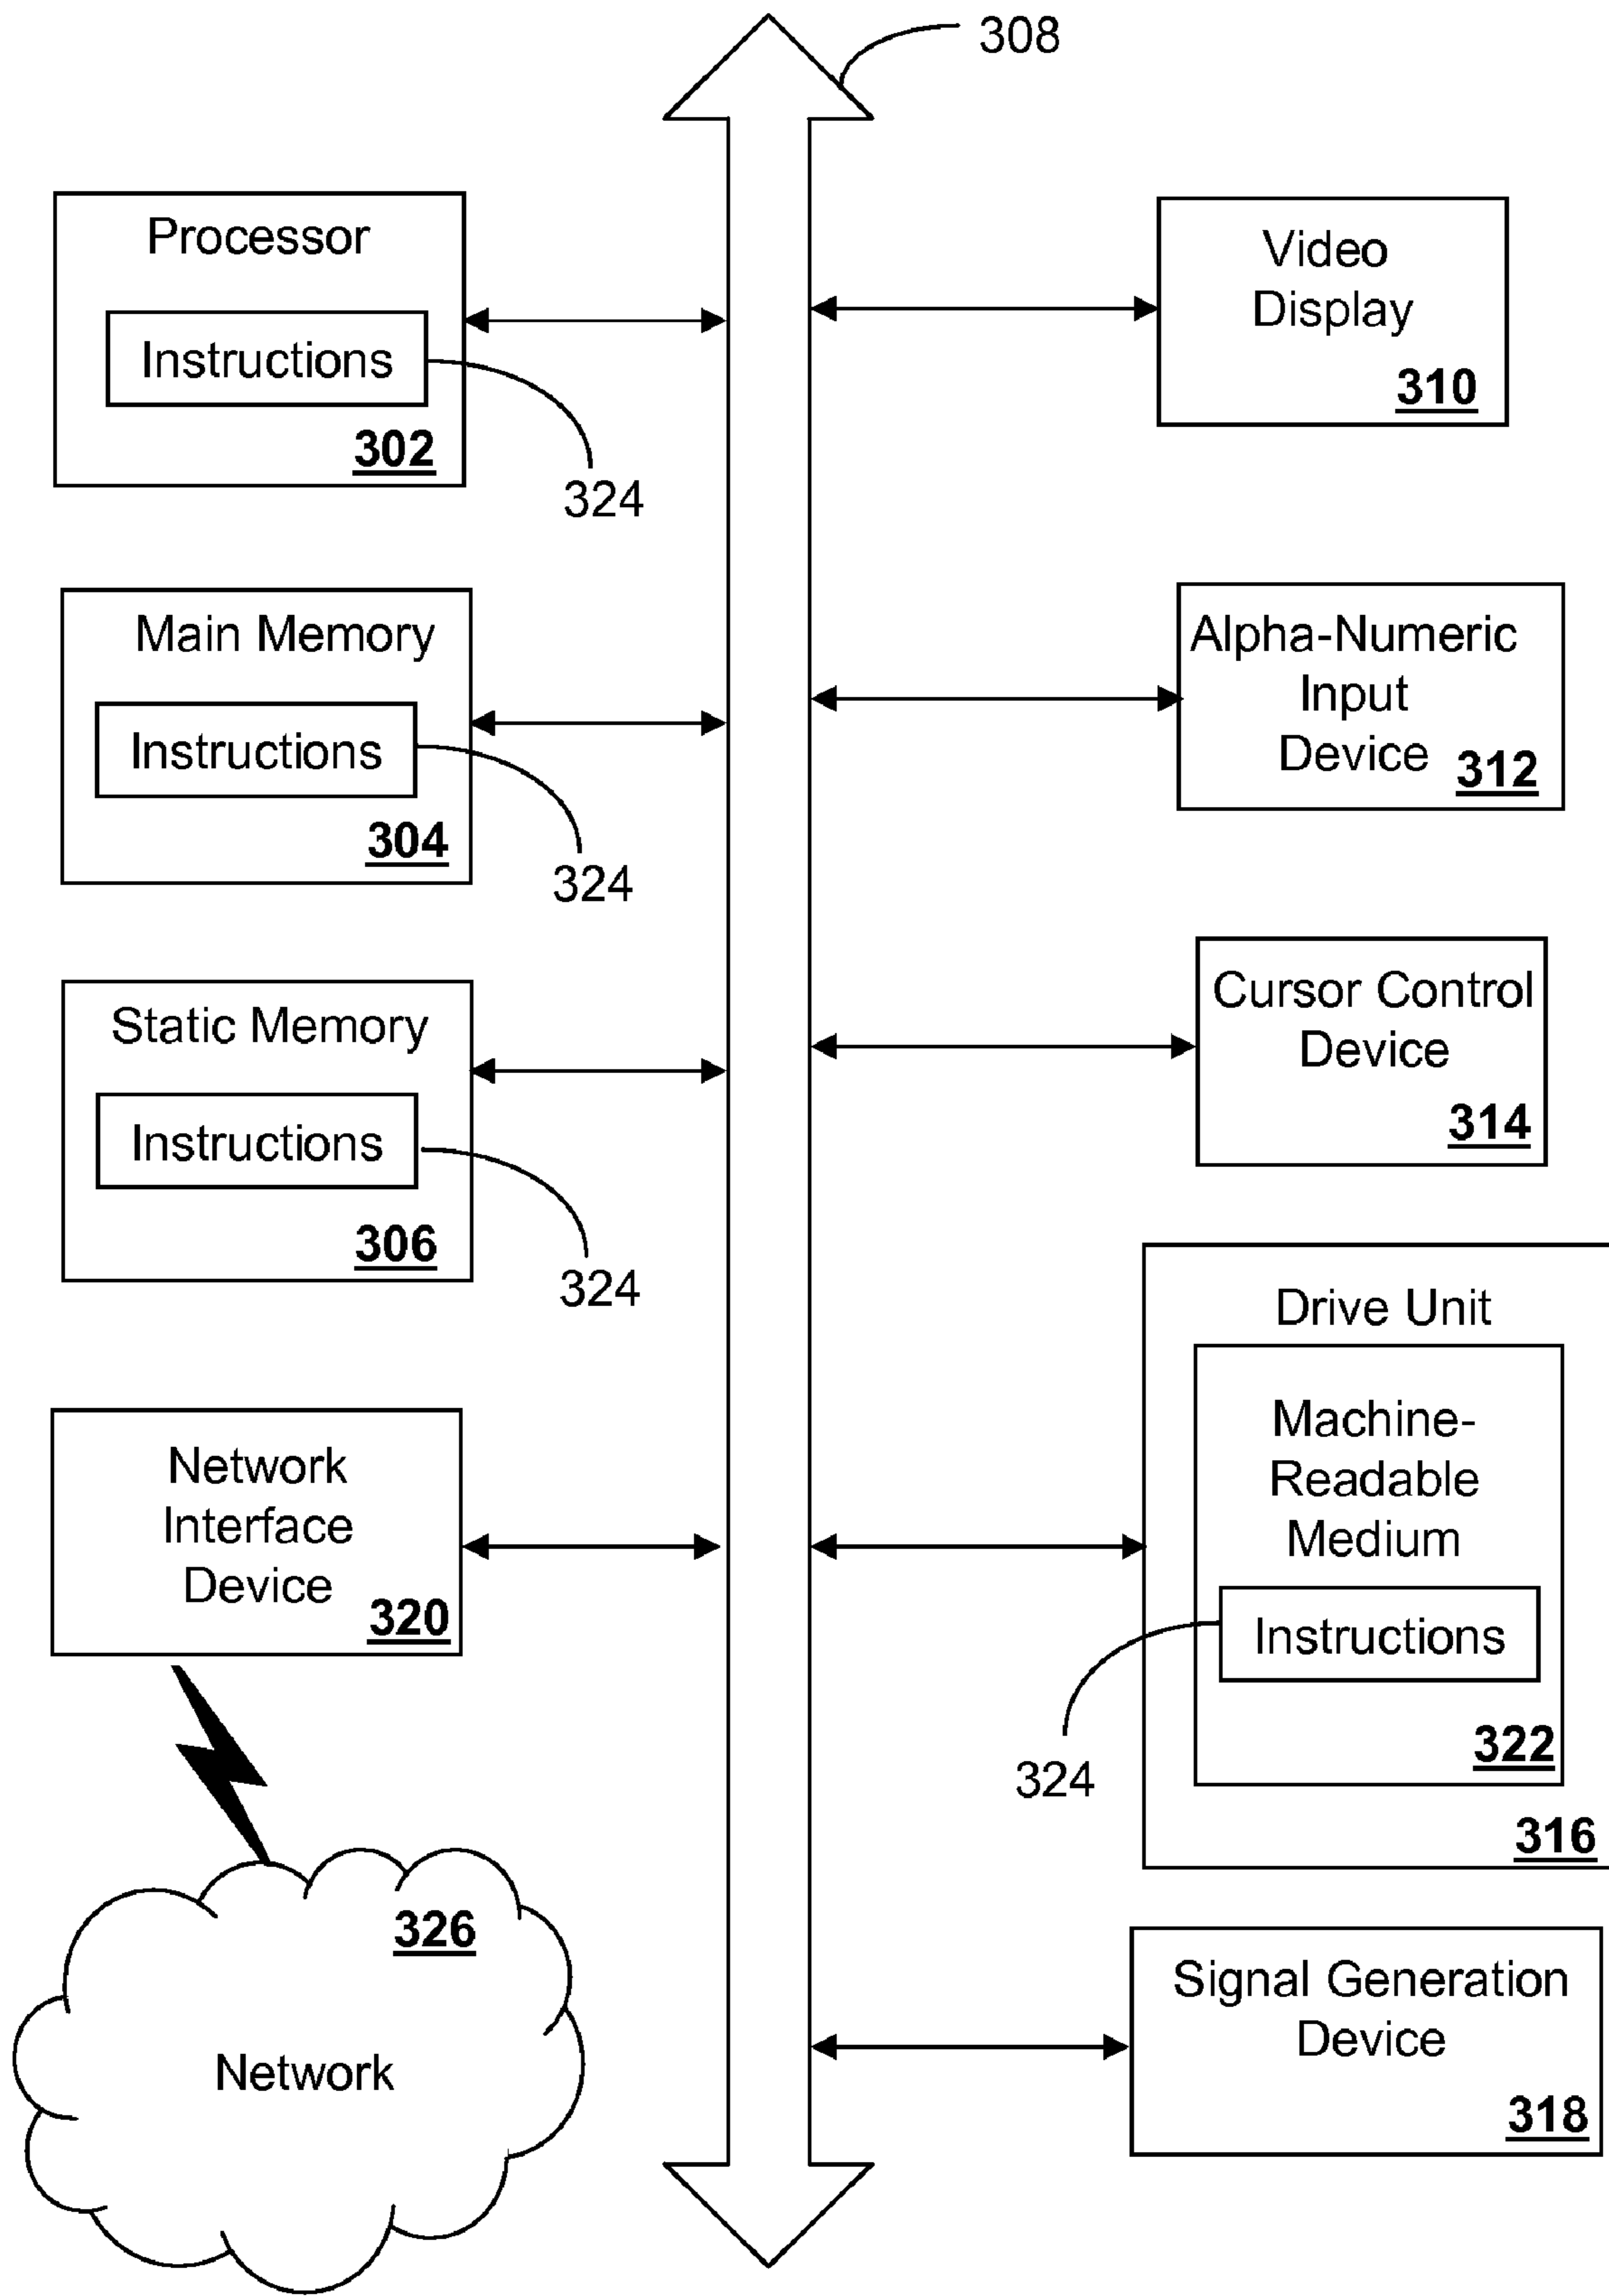 308
Processor
Instructions
302
324
Main Memory
Instructions
304
324
Static Memory
Instructions
306
324
Network
Interface
Device
320
326
Network
Video
Display
310
Alpha-Numeric
Input
Device
312
Cursor Control
Device
314
Drive Unit
Machine-
Readable
Medium
Instructions
324
322
316
Signal Generation
Device
318